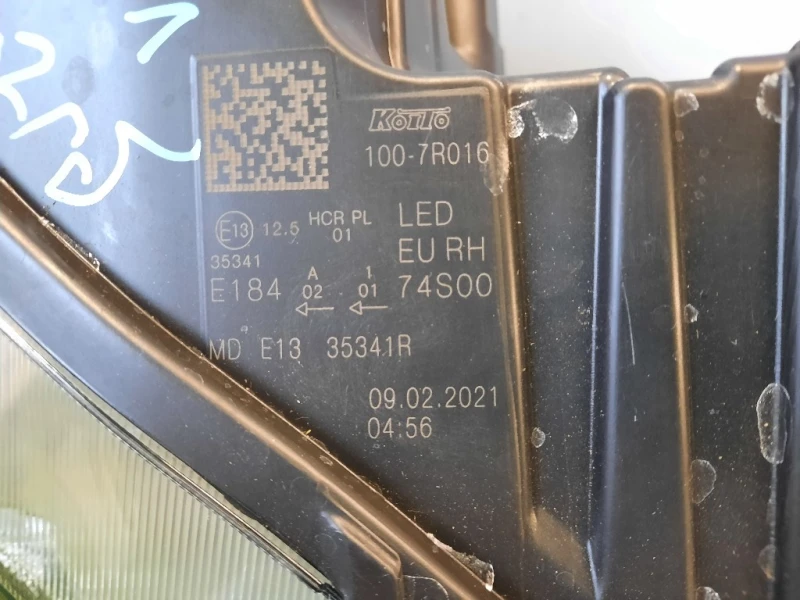 KOITO
100-7R016
E13 12.5 HCR PL 01
LED
35341
EU RH
E184 A 02 1 01
74S00
MD E13 35341R
09.02.2021
04:56